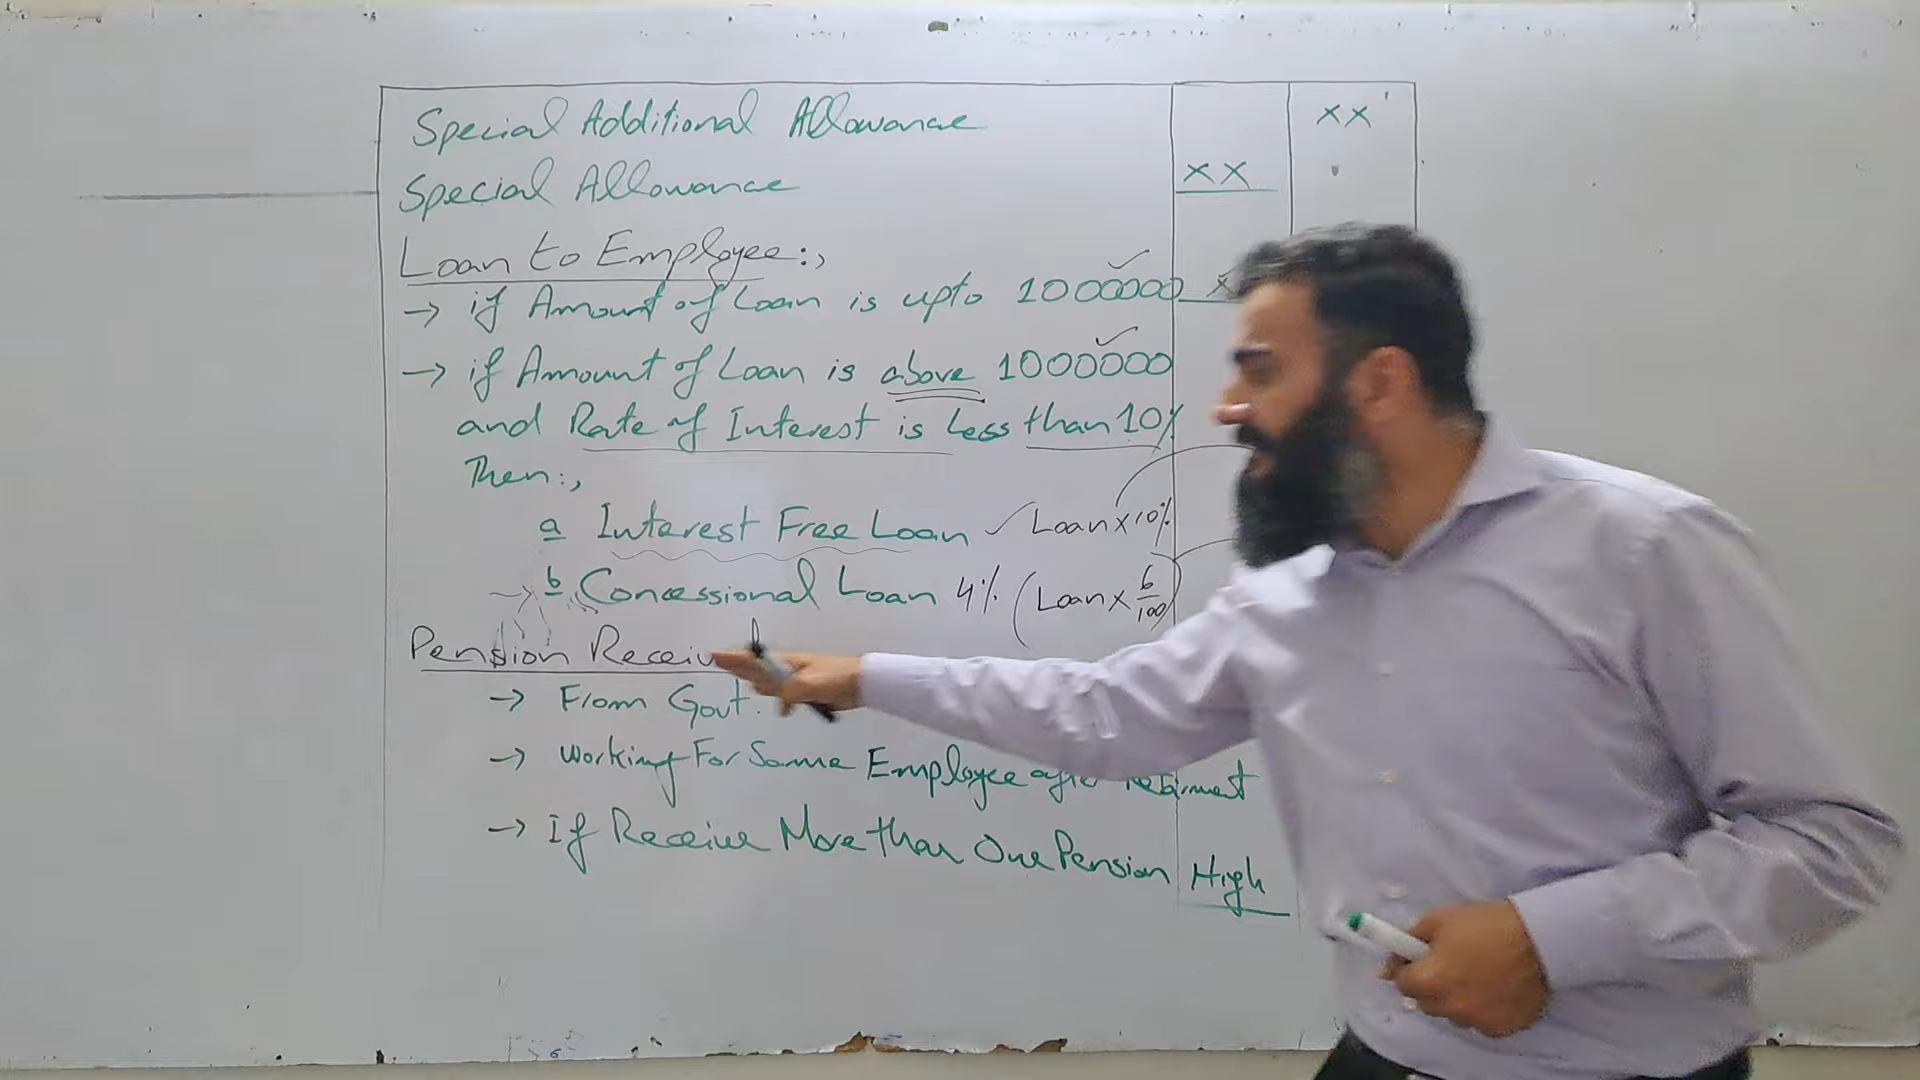 Special Additional Allowance xx
Special Allowance xx
Loan to Employee:,
→ if Amount of Loan is upto 1000000 x
→ if Amount of Loan is above 1000000
and Rate of Interest is Less than 10%
Then:,
a Interest Free Loan ✓ Loan x 10%
→ b Concessional Loan 4% (Loan x 6/100)
Pension
→ From Govt.
→ Working For Same Employee after
→ If Receive More than One Pension High